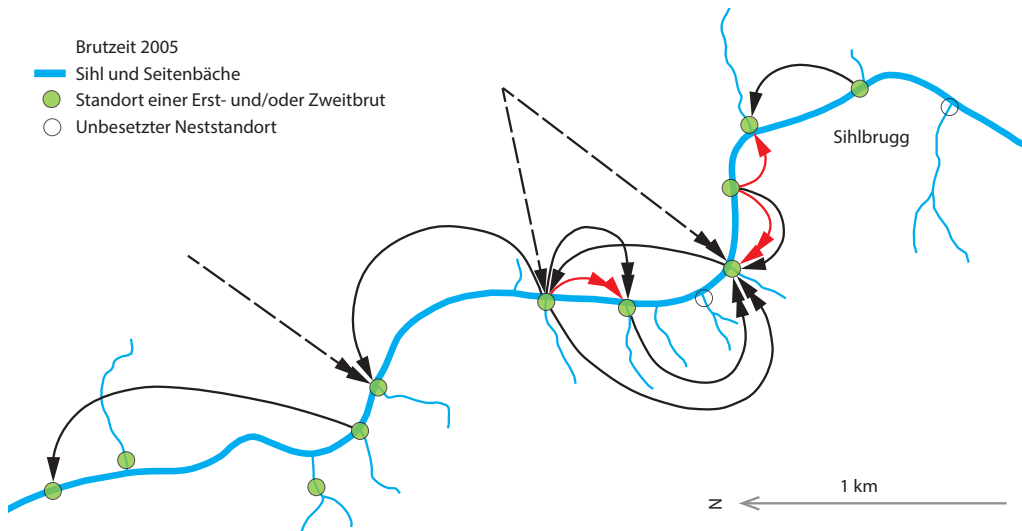 Brutzeit 2005
Sihl und Seitenbäche
Standort einer Erst- und/oder Zweitbrut
Unbesetzter Neststandort
Sihlbrugg
1 km
N